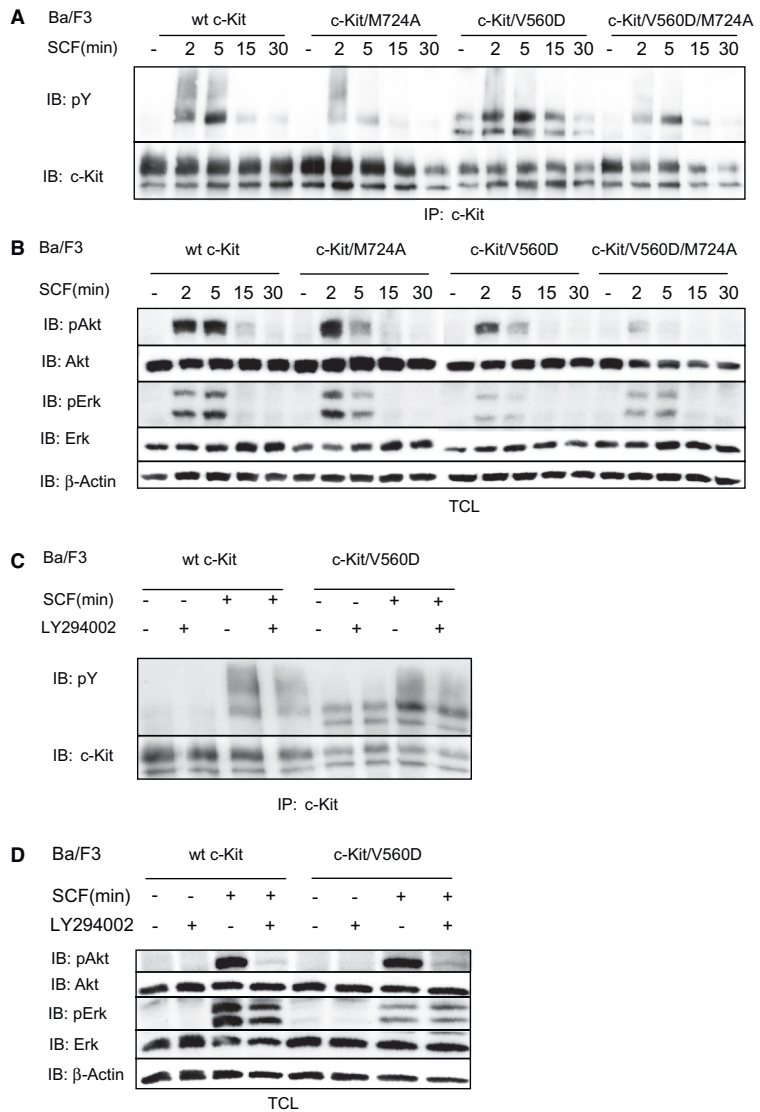 A Ba/F3 wt c-Kit c-Kit/M724A c-Kit/V560D c-Kit/V560D/M724A
SCF(min) - 2 5 15 30 - 2 5 15 30 - 2 5 15 30 - 2 5 15 30
IB: pY
IB: c-Kit
IP: c-Kit
B Ba/F3 wt c-Kit c-Kit/M724A c-Kit/V560D c-Kit/V560D/M724A
SCF(min) - 2 5 15 30 - 2 5 15 30 - 2 5 15 30 - 2 5 15 30
IB: pAkt
IB: Akt
IB: pErk
IB: Erk
IB: β-Actin
TCL
C Ba/F3 wt c-Kit c-Kit/V560D
SCF(min) - - + + - - + +
LY294002 - + - + - + - +
IB: pY
IB: c-Kit
IP: c-Kit
D Ba/F3 wt c-Kit c-Kit/V560D
SCF(min) - - + + - - + +
LY294002 - + - + - + - +
IB: pAkt
IB: Akt
IB: pErk
IB: Erk
IB: β-Actin
TCL